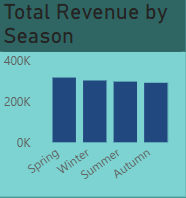 Total Revenue by
Season
400K
200K
0K
Spring
Winter
Summer
Autumn